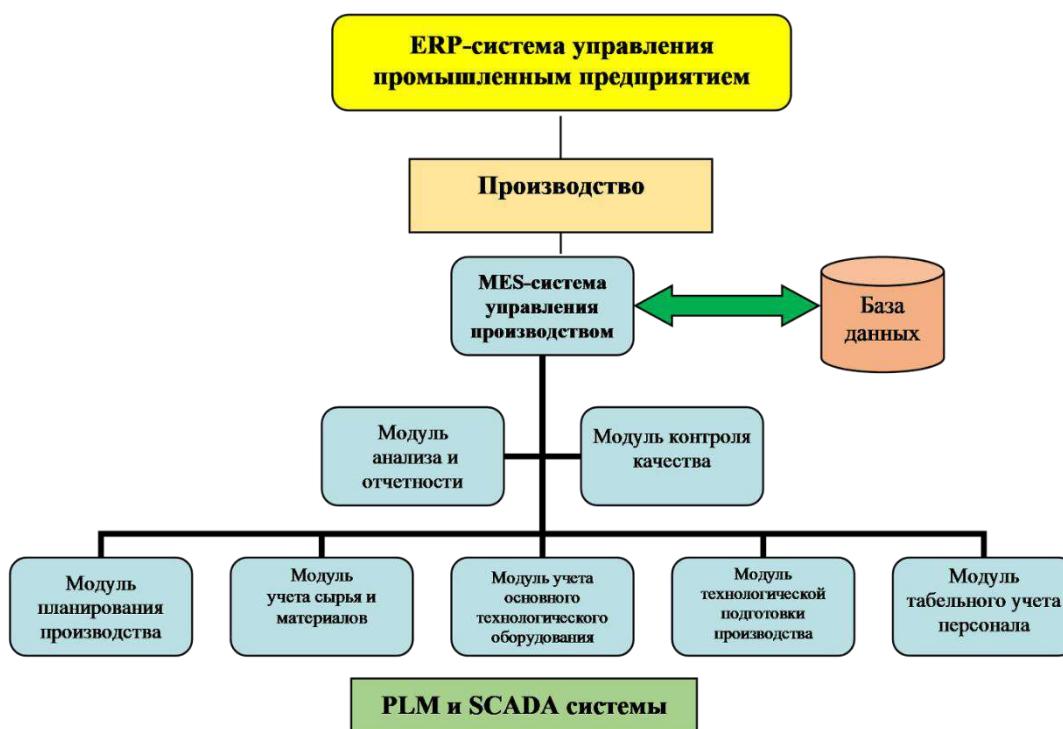 ERP-система управления
промышленным предприятием
Производство
MES-система
управления
производством
База
данных
Модуль
анализа и
отчетности
Модуль контроля
качества
Модуль
планирования
производства
Модуль
учета сырья и
материалов
Модуль учета
основного
технологического
оборудования
Модуль
технологической
подготовки
производства
Модуль
табельного учета
персонала
PLM и SCADA системы